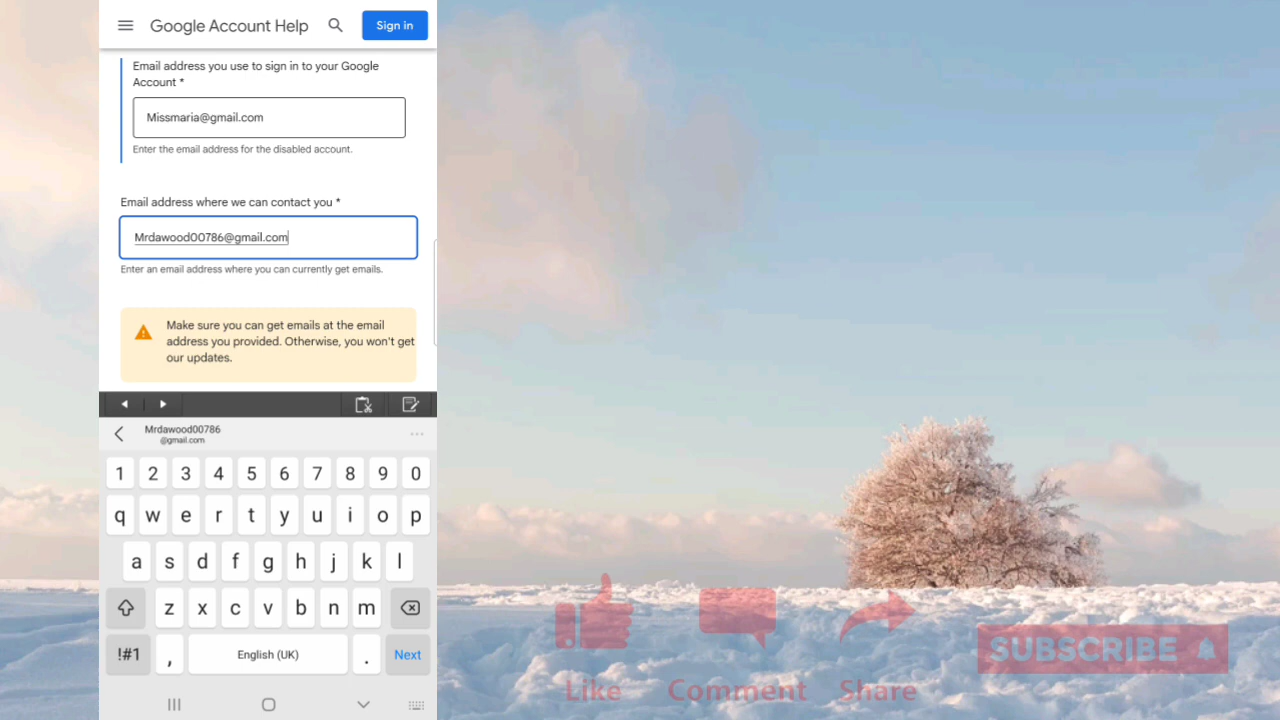 Google Account Help
Sign in
Email address you use to sign in to your Google
Account *
Missmaria@gmail.com
Enter the email address for the disabled account.
Email address where we can contact you *
Mrdawood00786@gmail.com
Enter an email address where you can currently get emails.
Make sure you can get emails at the email
address you provided. Otherwise, you won't get
our updates.
Mrdawood00786
@gmail.com
1 2 3 4 5 6 7 8 9 0
q w e r t y u i o p
a s d f g h j k l
z x c v b n m
!#1 , English (UK) . Next
SUBSCRIBE
Like Comment Share